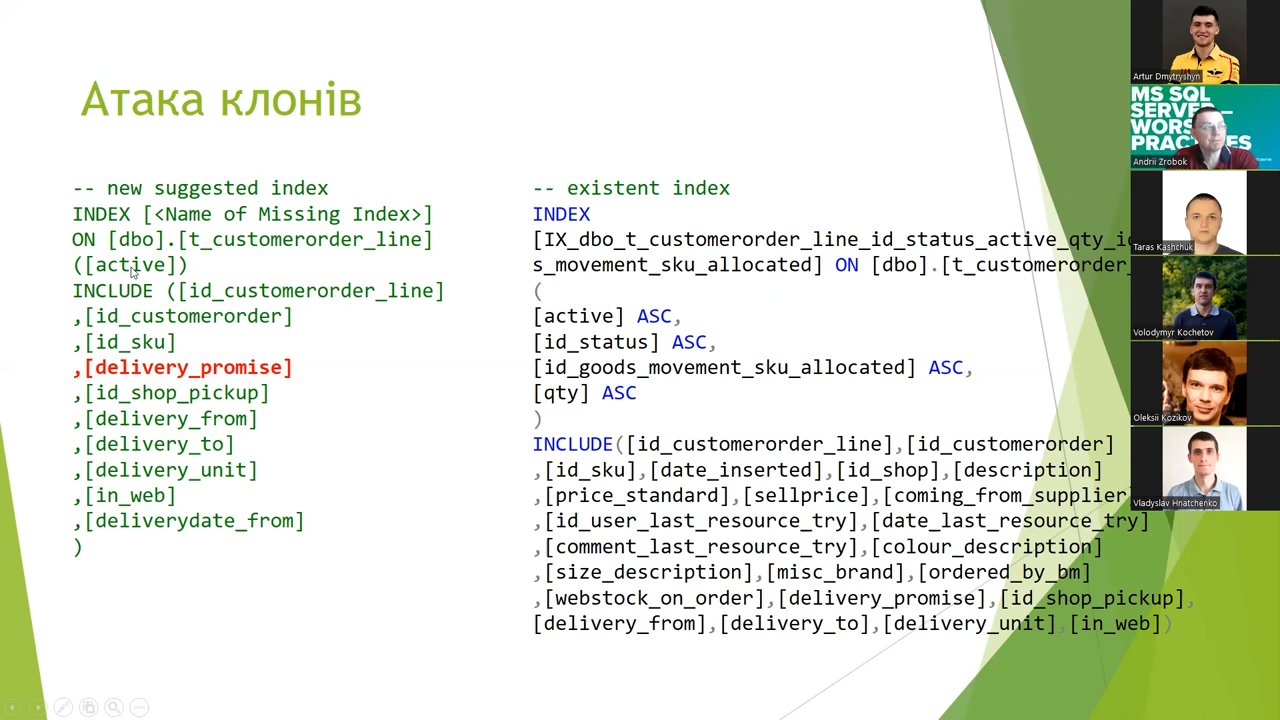 Атака клонів
-- new suggested index
INDEX [<Name of Missing Index>]
ON [dbo].[t_customerorder_line]
([active])
INCLUDE ([id_customerorder_line]
,[id_customerorder]
,[id_sku]
,[delivery_promise]
,[id_shop_pickup]
,[delivery_from]
,[delivery_to]
,[delivery_unit]
,[in_web]
,[deliverydate_from]
)
-- existent index
INDEX
[IX_dbo_t_customerorder_line_id_status_active_qty_id
s_movement_sku_allocated] ON [dbo].[t_customerorder_
(
[active] ASC,
[id_status] ASC,
[id_goods_movement_sku_allocated] ASC,
[qty] ASC
)
INCLUDE([id_customerorder_line],[id_customerorder]
,[id_sku],[date_inserted],[id_shop],[description]
,[price_standard],[sellprice],[coming_from_supplier]
,[id_user_last_resource_try],[date_last_resource_try]
,[comment_last_resource_try],[colour_description]
,[size_description],[misc_brand],[ordered_by_bm]
,[webstock_on_order],[delivery_promise],[id_shop_pickup],
[delivery_from],[delivery_to],[delivery_unit],[in_web])
Artur Dmytryshyn
MS SQL
SERVER –
WORS
PRACTICES
Andrii Zrobok
Taras Kashchuk
Volodymyr Kochetov
Oleksii Kozikov
Vladyslav Hnatchenko